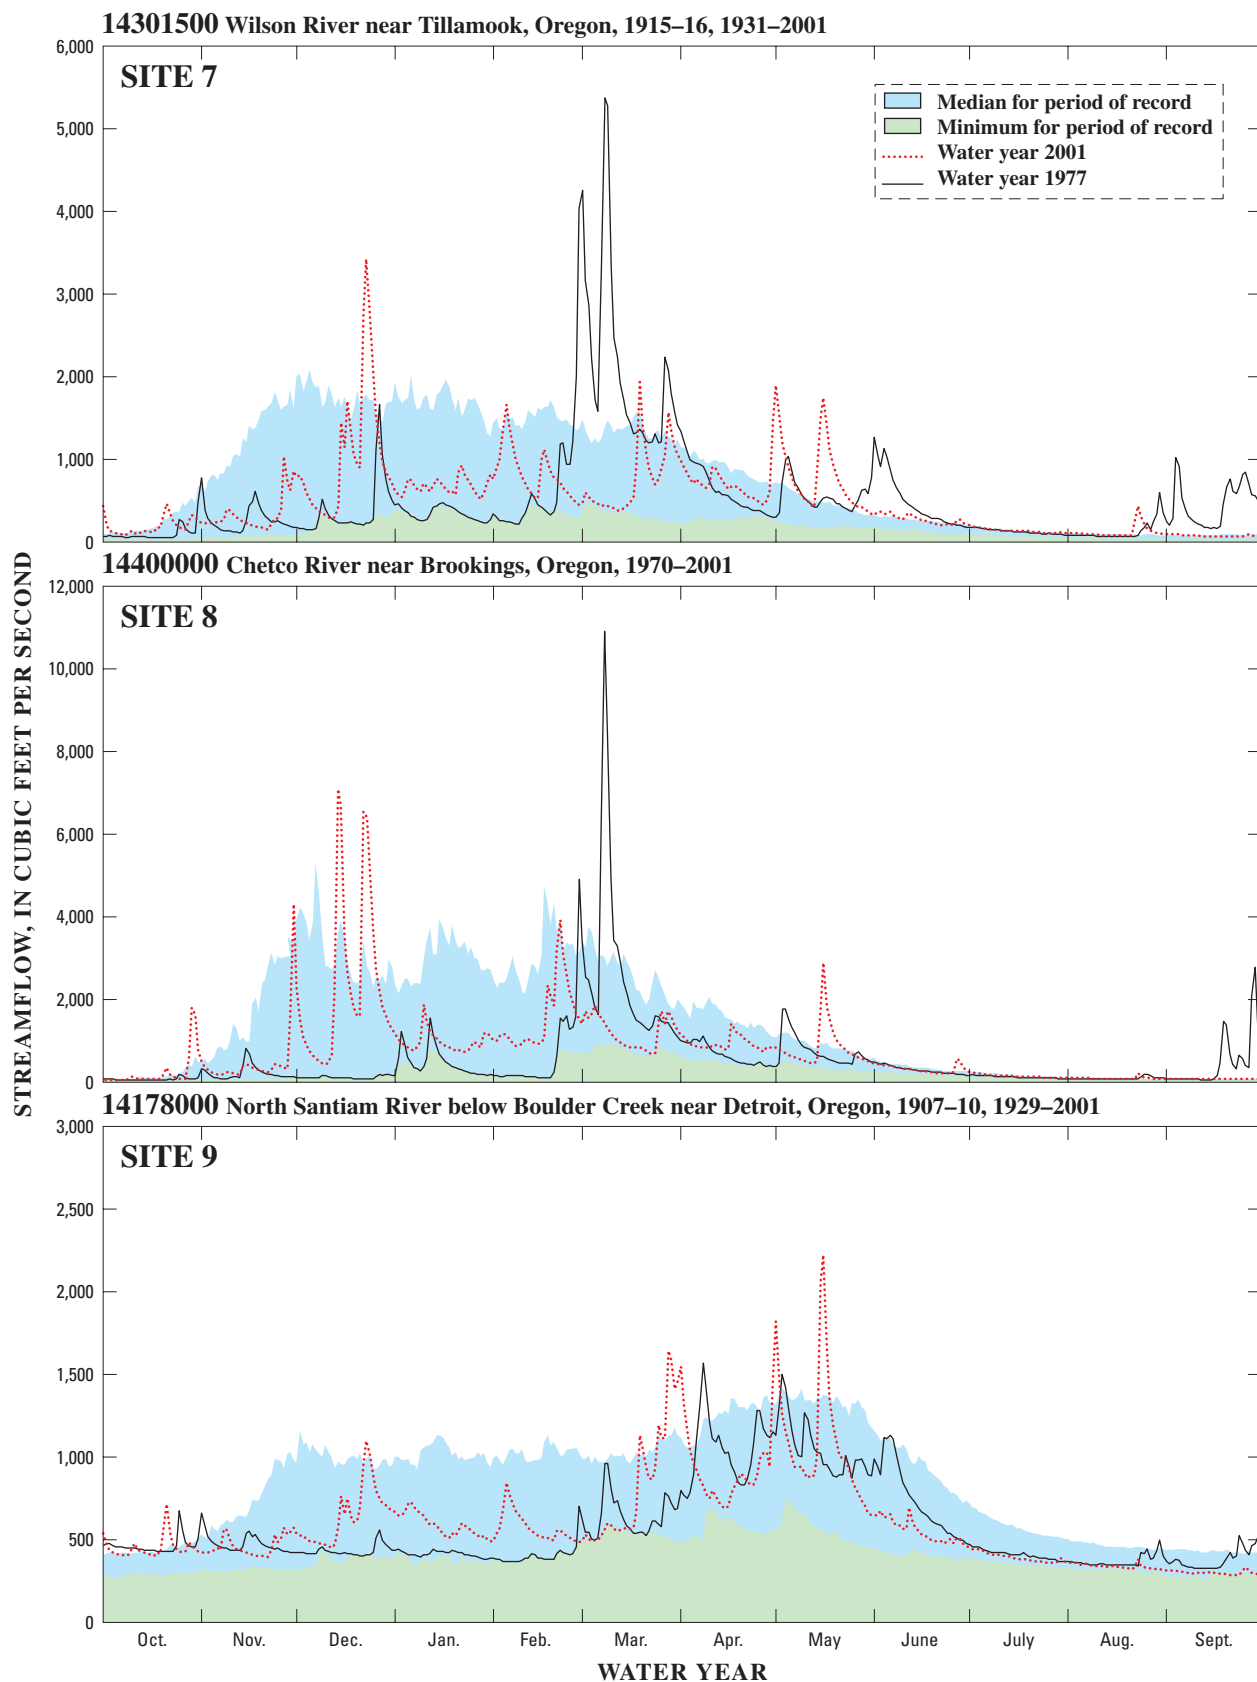 14301500 Wilson River near Tillamook, Oregon, 1915–16, 1931–2001
SITE 7
Median for period of record
Minimum for period of record
Water year 2001
Water year 1977
6,000
5,000
4,000
3,000
2,000
1,000
0
14400000 Chetco River near Brookings, Oregon, 1970–2001
SITE 8
12,000
10,000
8,000
6,000
4,000
2,000
0
STREAMFLOW, IN CUBIC FEET PER SECOND
14178000 North Santiam River below Boulder Creek near Detroit, Oregon, 1907–10, 1929–2001
SITE 9
3,000
2,500
2,000
1,500
1,000
500
0
Oct. Nov. Dec. Jan. Feb. Mar. Apr. May June July Aug. Sept.
WATER YEAR